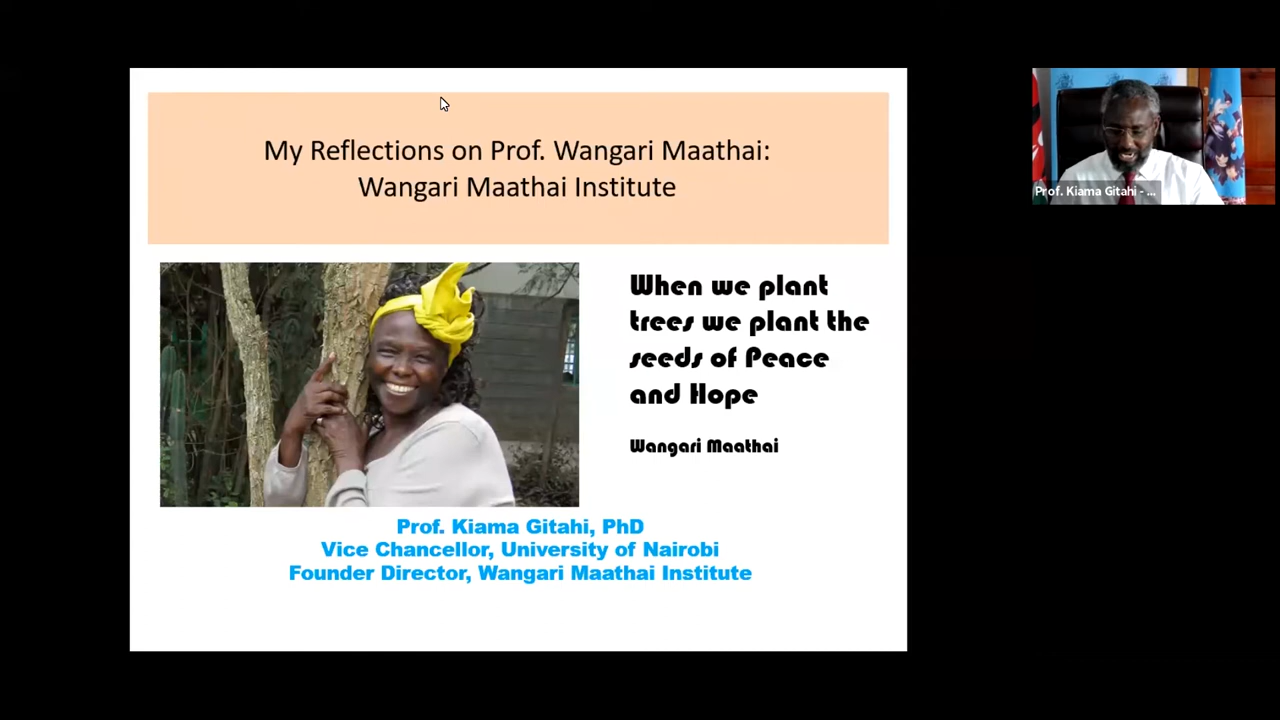 My Reflections on Prof. Wangari Maathai:
Wangari Maathai Institute
When we plant
trees we plant the
seeds of Peace
and Hope
Wangari Maathai
Prof. Kiama Gitahi, PhD
Vice Chancellor, University of Nairobi
Founder Director, Wangari Maathai Institute
Prof. Kiama Gitahi - ...